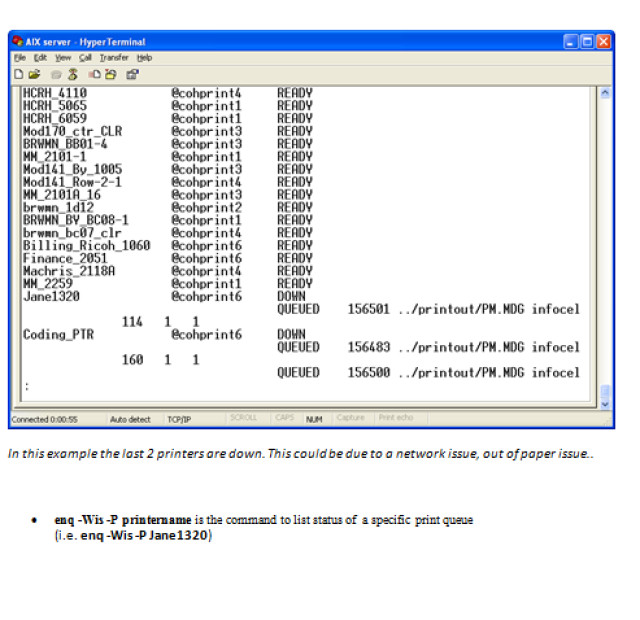 AIX server - HyperTerminal
File Edit View Call Transfer Help
HCRH_4110 @cohprint4 READY
HCRH_5065 @cohprint1 READY
HCRH_6059 @cohprint1 READY
Mod170_ctr_CLR @cohprint3 READY
BRWMN_BB01-4 @cohprint3 READY
MM_2101-1 @cohprint1 READY
Mod141_By_1005 @cohprint3 READY
Mod141_Row-2-1 @cohprint4 READY
MM_2101A_16 @cohprint3 READY
brwmn_1d12 @cohprint2 READY
BRWMN_BY_BC08-1 @cohprint1 READY
brwmn_bc07_clr @cohprint4 READY
Billing_Ricoh_1060 @cohprint6 READY
Finance_2051 @cohprint6 READY
Machris_2118A @cohprint4 READY
MM_2259 @cohprint1 READY
Jane1320 @cohprint6 DOWN
QUEUED 156501 ../printout/PM.MDG infocel
114 1 1
Coding_PTR @cohprint6 DOWN
QUEUED 156483 ../printout/PM.MDG infocel
160 1 1
QUEUED 156500 ../printout/PM.MDG infocel
:
Connected 0:00:55 Auto detect TCP/IP SCROLL CAPS NUM Capture Print echo
In this example the last 2 printers are down. This could be due to a network issue, out of paper issue..
• enq -Wis -P printername is the command to list status of a specific print queue
(i.e. enq -Wis -P Jane1320)